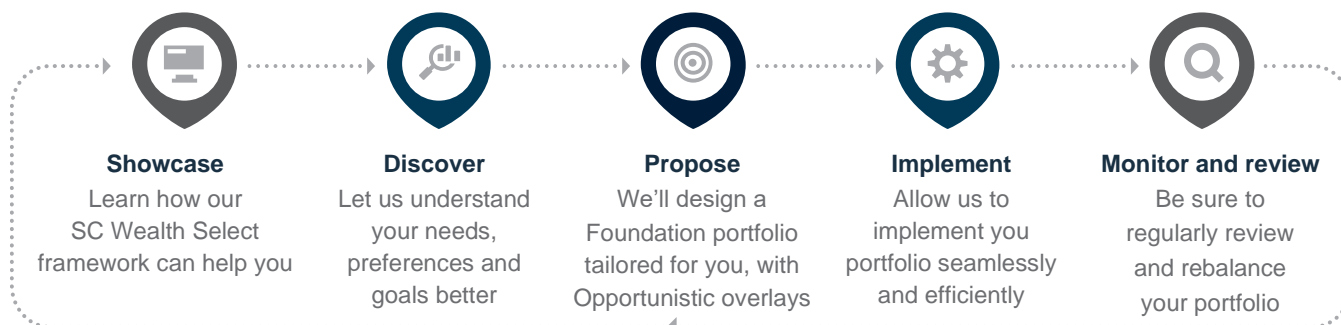 Showcase
Learn how our
SC Wealth Select
framework can help you
Discover
Let us understand
your needs,
preferences and
goals better
Propose
We’ll design a
Foundation portfolio
tailored for you, with
Opportunistic overlays
Implement
Allow us to
implement you
portfolio seamlessly
and efficiently
Monitor and review
Be sure to
regularly review
and rebalance
your portfolio